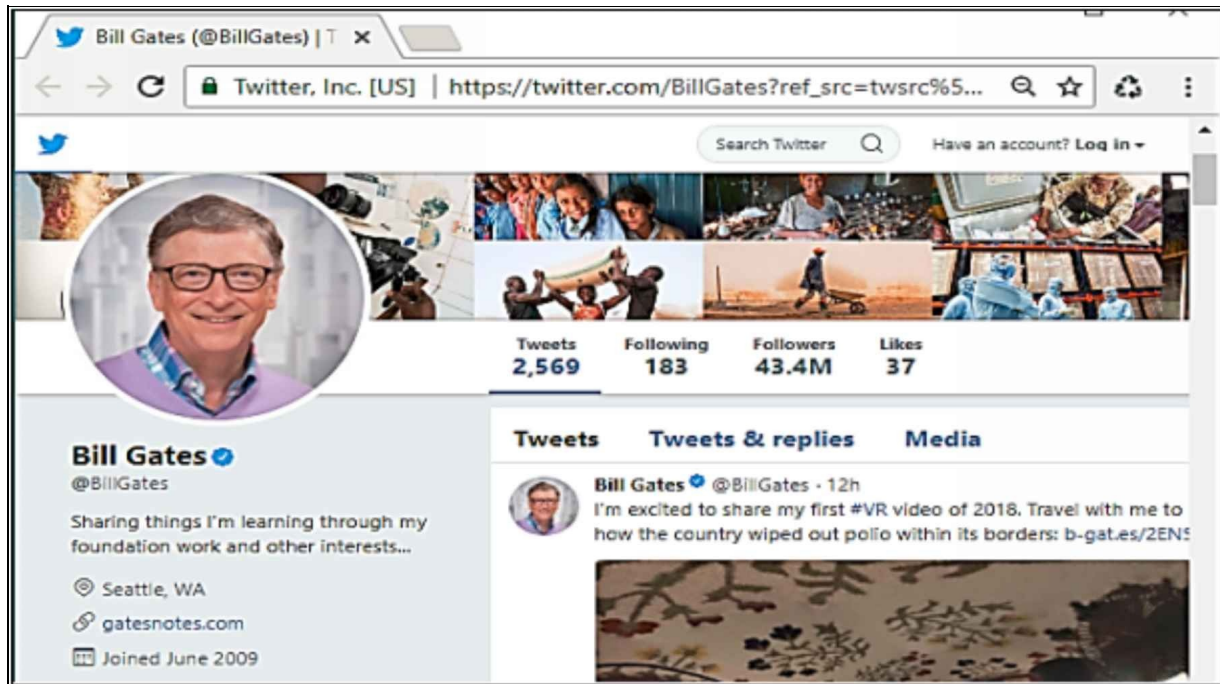 Bill Gates (@BillGates) | T
Twitter, Inc. [US] | https://twitter.com/BillGates?ref_src=twsrc%5...
Search Twitter
Have an account? Log in
Tweets Following Followers Likes
2,569 183 43.4M 37
Bill Gates
@BillGates
Sharing things I'm learning through my
foundation work and other interests...
Seattle, WA
gatesnotes.com
Joined June 2009
Tweets Tweets & replies Media
Bill Gates @BillGates · 12h
I'm excited to share my first #VR video of 2018. Travel with me to
how the country wiped out polio within its borders: b-gat.es/2EN